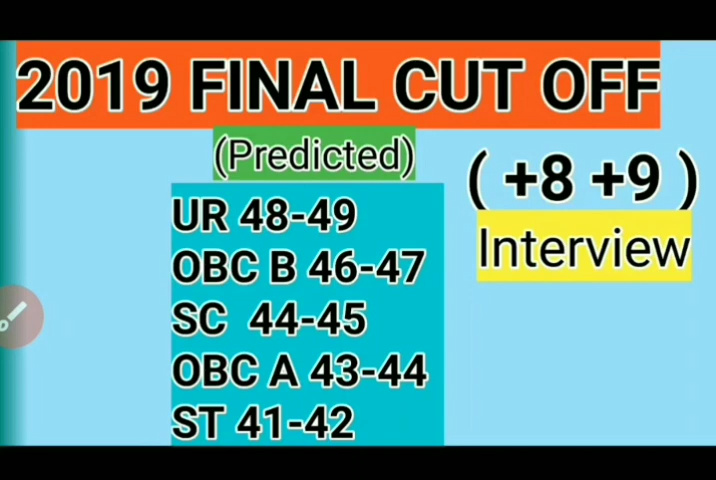 2019 FINAL CUT OFF
(Predicted)
( +8 +9 )
Interview
UR 48-49
OBC B 46-47
SC 44-45
OBC A 43-44
ST 41-42